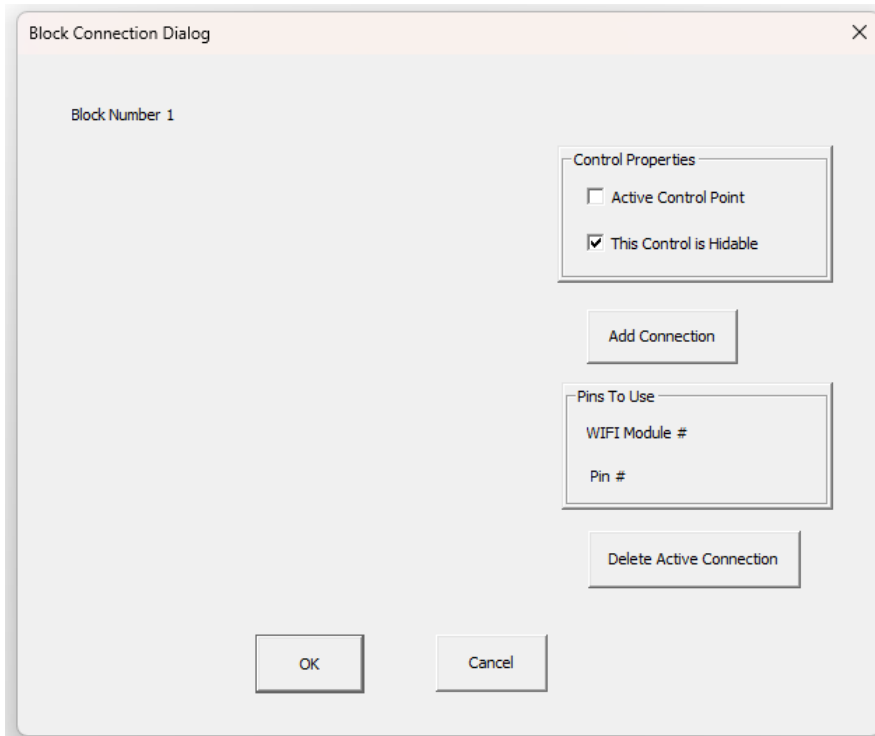 Block Connection Dialog
Block Number 1
Control Properties
Active Control Point
This Control is Hidable
Add Connection
Pins To Use
WIFI Module #
Pin #
Delete Active Connection
OK
Cancel